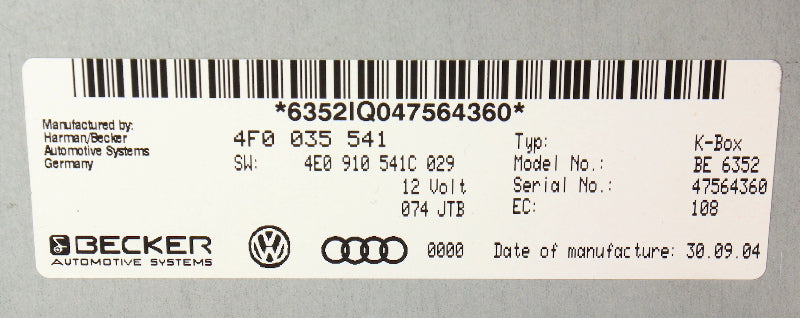 *6352IQ047564360*
Manufactured by:
Harman/Becker
Automotive Systems
Germany
4F0 035 541
SW: 4E0 910 541C 029
12 Volt
074 JTB
Typ: K-Box
Model No.: BE 6352
Serial No.: 47564360
EC: 108
BECKER
AUTOMOTIVE SYSTEMS
0000
Date of manufacture: 30.09.04